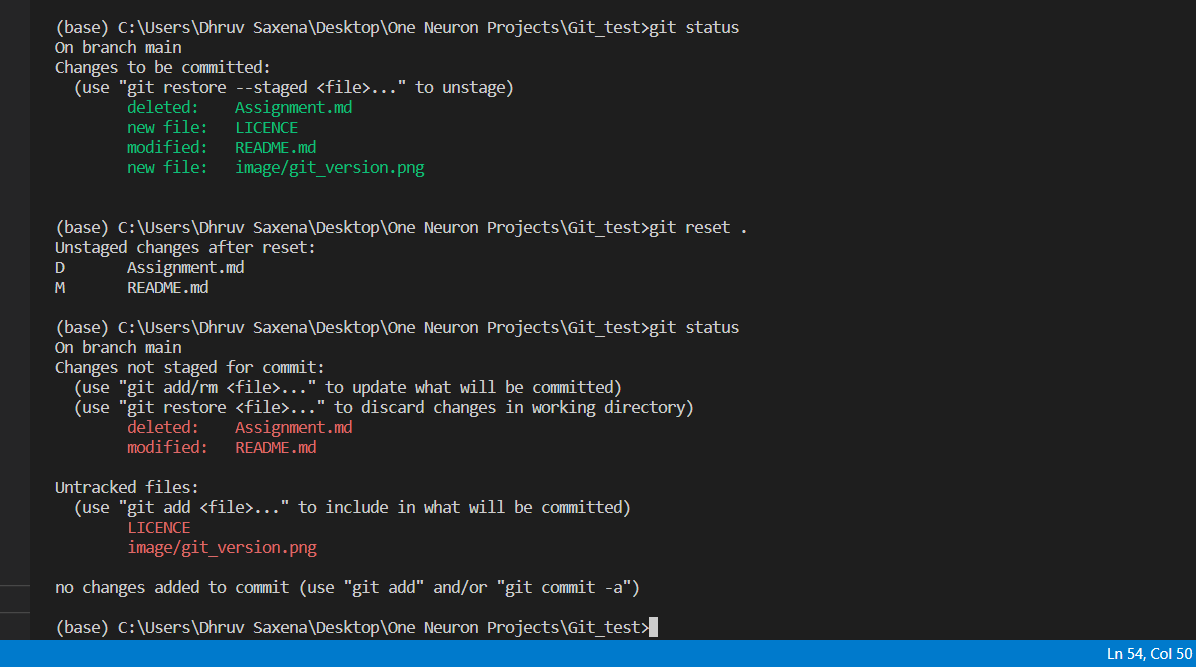 (base) C:\Users\Dhruv Saxena\Desktop\One Neuron Projects\Git_test>git status
On branch main
Changes to be committed:
  (use "git restore --staged <file>..." to unstage)
        deleted:    Assignment.md
        new file:   LICENCE
        modified:   README.md
        new file:   image/git_version.png
(base) C:\Users\Dhruv Saxena\Desktop\One Neuron Projects\Git_test>git reset .
Unstaged changes after reset:
D       Assignment.md
M       README.md
(base) C:\Users\Dhruv Saxena\Desktop\One Neuron Projects\Git_test>git status
On branch main
Changes not staged for commit:
  (use "git add/rm <file>..." to update what will be committed)
  (use "git restore <file>..." to discard changes in working directory)
        deleted:    Assignment.md
        modified:   README.md
Untracked files:
  (use "git add <file>..." to include in what will be committed)
        LICENCE
        image/git_version.png
no changes added to commit (use "git add" and/or "git commit -a")
(base) C:\Users\Dhruv Saxena\Desktop\One Neuron Projects\Git_test>
Ln 54, Col 50